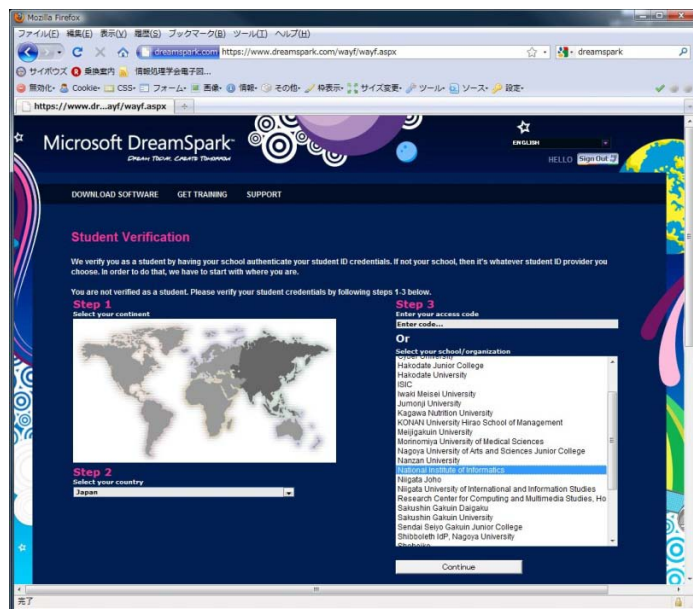 Mozilla Firefox
ファイル(F) 編集(E) 表示(V) 履歴(S) ブックマーク(B) ツール(T) ヘルプ(H)
dreamspark.com https://www.dreamspark.com/wayf/wayf.aspx
dreamspark
サイボウズ 乗換案内 情報処理学会電子図...
無効化· Cookie· CSS· フォーム· 画像· 情報· その他· 枠表示· サイズ変更· ツール· ソース· 設定·
https://www.dr...ayf/wayf.aspx
Microsoft DreamSpark
DREAM TODAY, CREATE TOMORROW
ENGLISH
HELLO Sign Out
DOWNLOAD SOFTWARE GET TRAINING SUPPORT
Student Verification
We verify you as a student by having your school authenticate your student ID credentials. If not your school, then it's whatever student ID provider you
choose. In order to do that, we have to start with where you are.
You are not verified as a student. Please verify your student credentials by following steps 1-3 below.
Step 1
Select your continent
Step 2
Select your country
Japan
Step 3
Enter your access code
Enter code...
Or
Select your school/organization
Cyber University
Hakodate Junior College
Hakodate University
ISIC
Iwaki Meisei University
Jumonji University
Kagawa Nutrition University
KONAN University Hirao School of Management
Meijigakuin University
Morinomiya University of Medical Sciences
Nagoya University of Arts and Sciences Junior College
Nanzan University
National Institute of Informatics
Niigata Joho
Niigata University of International and Information Studies
Research Center for Computing and Multimedia Studies, Ho
Sakushin Gakuin Daigaku
Sakushin Gakuin University
Sendai Seiyo Gakuin Junior College
Shibboleth IdP, Nagoya University
Continue
完了